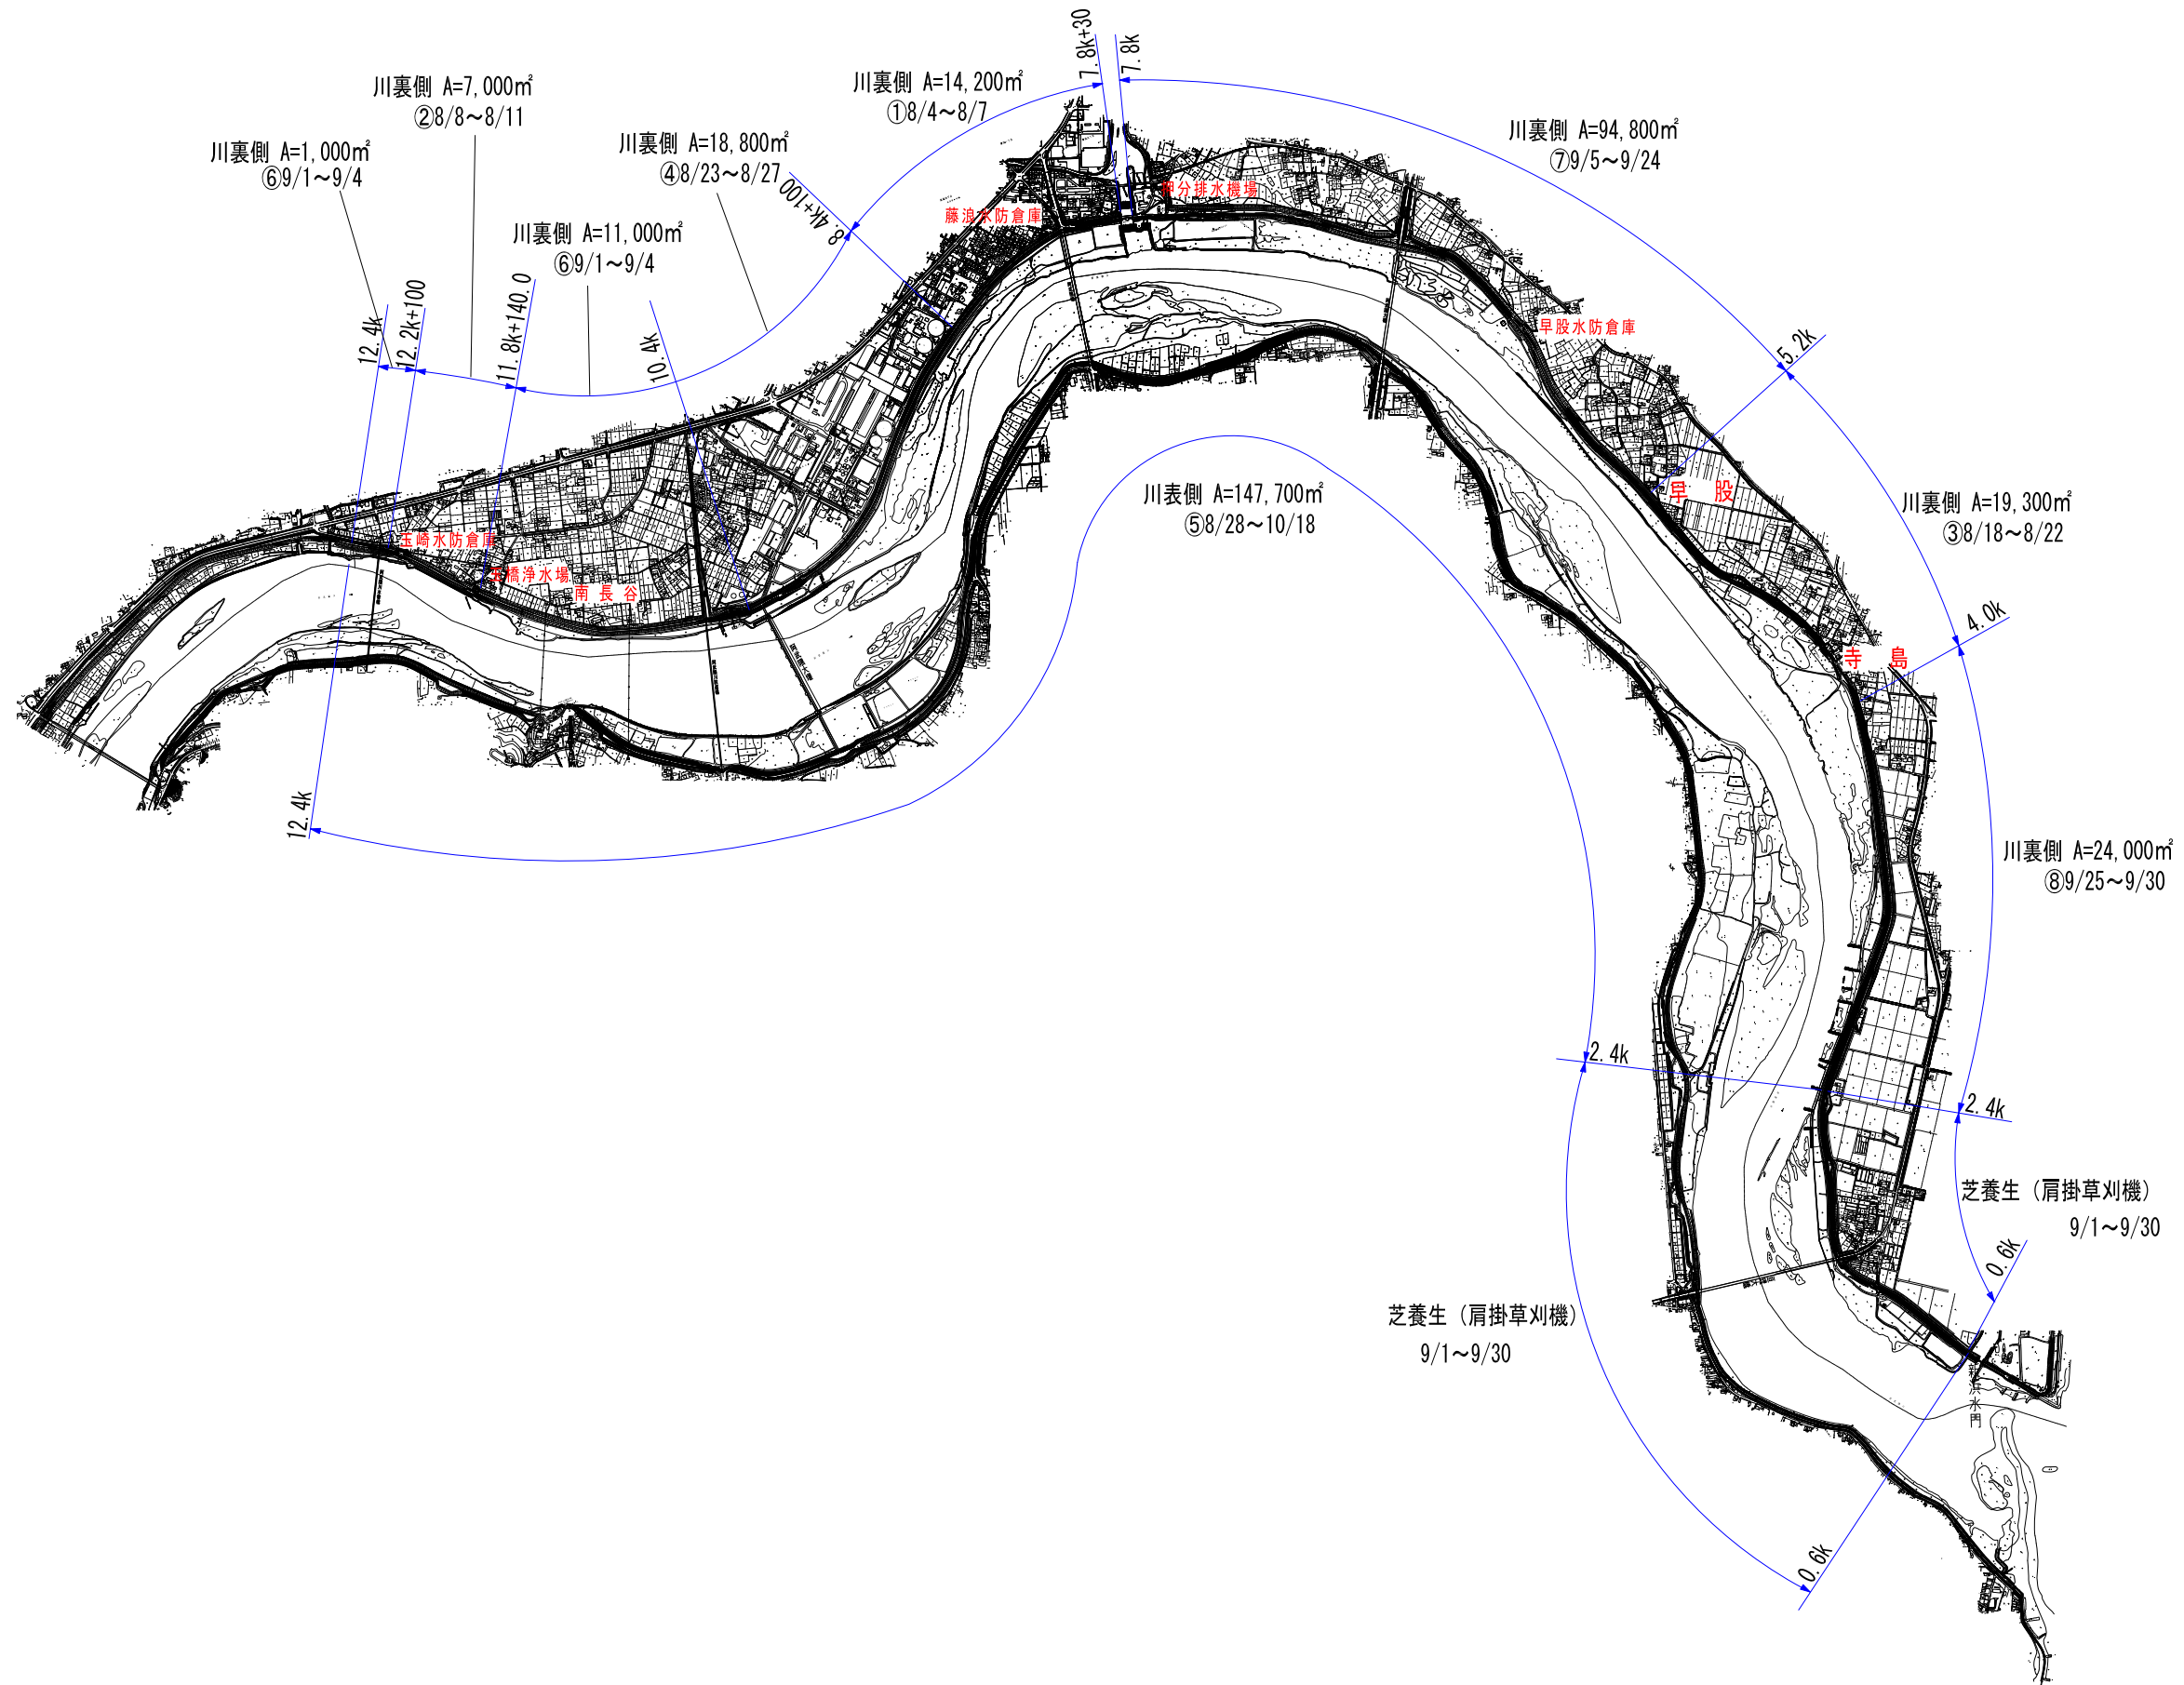 7.8k+30
7.8k
川裏側 A=7,000㎡
②8/8～8/11
川裏側 A=14,200㎡
①8/4～8/7
川裏側 A=1,000㎡
⑥9/1～9/4
川裏側 A=18,800㎡
④8/23～8/27
川裏側 A=94,800㎡
⑦9/5～9/24
川裏側 A=11,000㎡
⑥9/1～9/4
8.4k+100
藤浪水防倉庫
排水機場
12.4k
12.2k+100
11.8k+140.0
10.4k
早股水防倉庫
5.2k
早 股
川表側 A=147,700㎡
⑤8/28～10/18
川裏側 A=19,300㎡
③8/18～8/22
玉崎水防倉庫
玉橋浄水場
南長谷
4.0k
寺 島
12.4k
川裏側 A=24,000㎡
⑧9/25～9/30
2.4k
2.4k
芝養生（肩掛草刈機）
9/1～9/30
0.6k
芝養生（肩掛草刈機）
9/1～9/30
水門
0.6k